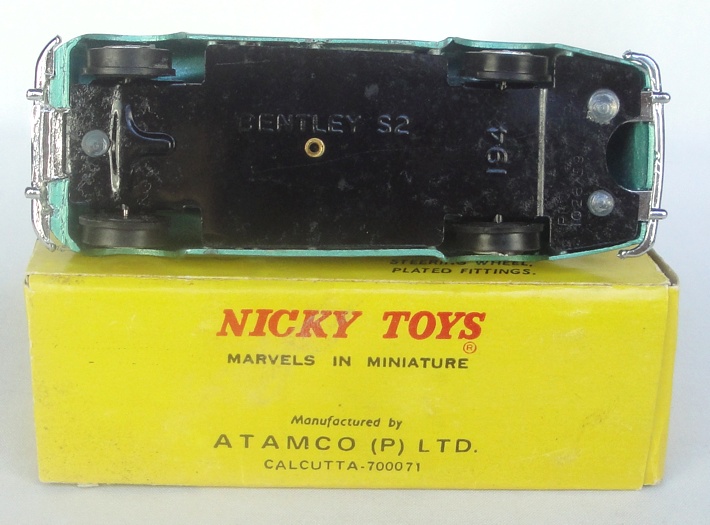 BENTLEY S2
194
STEERING WHEEL,
PLATED FITTINGS.
NICKY TOYS
®
MARVELS IN MINIATURE
Manufactured by
ATAMCO (P) LTD.
CALCUTTA-700071